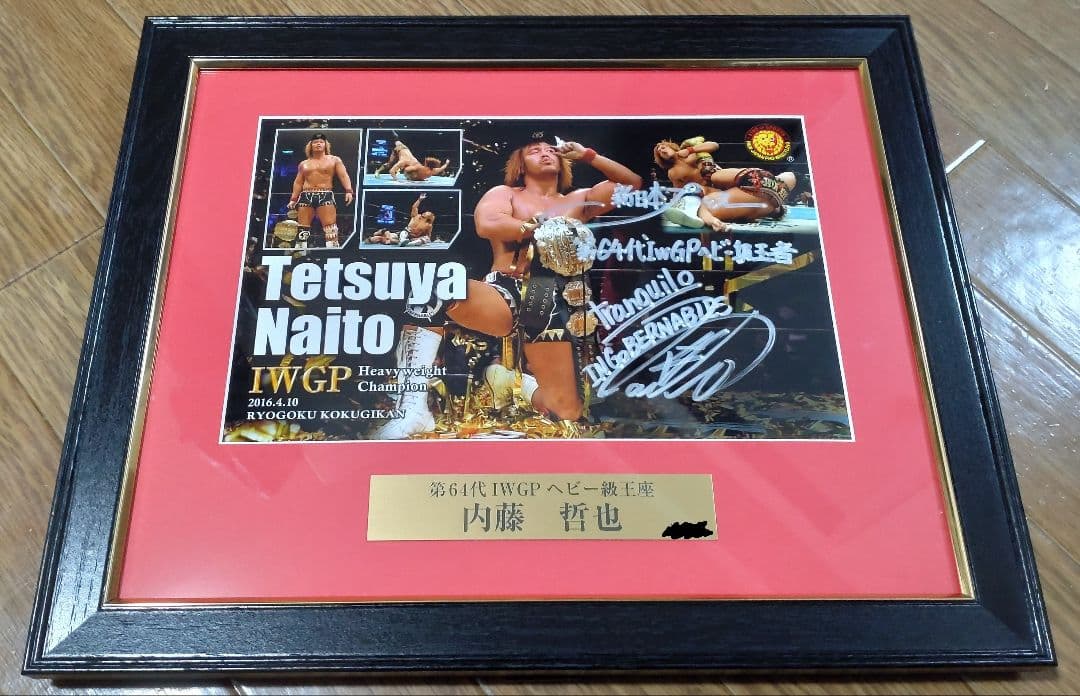 Tetsuya
Naito
IWGP Heavyweight
Champion
2016.4.10
RYOGOKU KOKUGIKAN
新日本プロ
第64代IWGPヘビー級王者
Tranquilo
INGOBERNABLES
®
第64代 IWGP ヘビー級王座
内藤 哲也